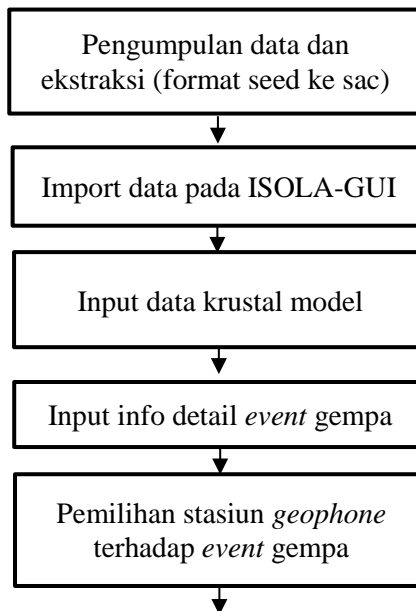 Pengumpulan data dan
ekstraksi (format seed ke sac)
Import data pada ISOLA-GUI
Input data krustal model
Input info detail event gempa
Pemilihan stasiun geophone
terhadap event gempa